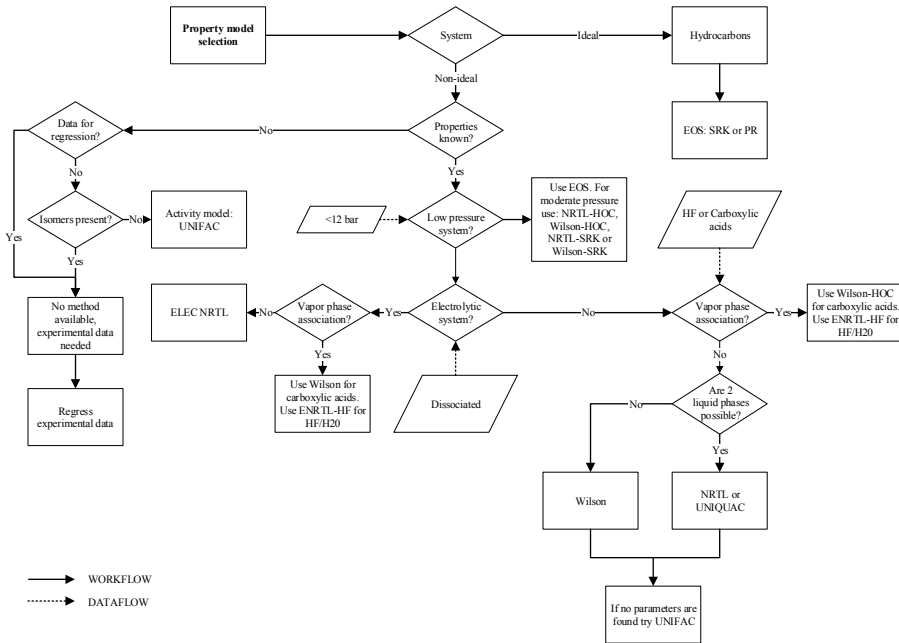 Property model
selection
System
Ideal
Hydrocarbons
Non-ideal
EOS: SRK or PR
Data for
regression?
No
Properties
known?
Yes
No
Isomers present?
No
Activity model:
UNIFAC
Yes
Yes
<12 bar
Low pressure
system?
Use EOS. For
moderate pressure
use: NRTL-HOC,
Wilson-HOC,
NRTL-SRK or
Wilson-SRK
HF or Carboxylic
acids
No method
available,
experimental data
needed
ELEC NRTL
No
Vapor phase
association?
Yes
Electrolytic
system?
No
Vapor phase
association?
Yes
Use Wilson-HOC
for carboxylic acids.
Use ENRTL-HF for
HF/H20
Yes
No
Regress
experimental data
Use Wilson for
carboxylic acids.
Use ENRTL-HF for
HF/H20
Dissociated
Are 2
liquid phases
possible?
No
Yes
Wilson
NRTL or
UNIQUAC
If no parameters are
found try UNIFAC
WORKFLOW
DATAFLOW